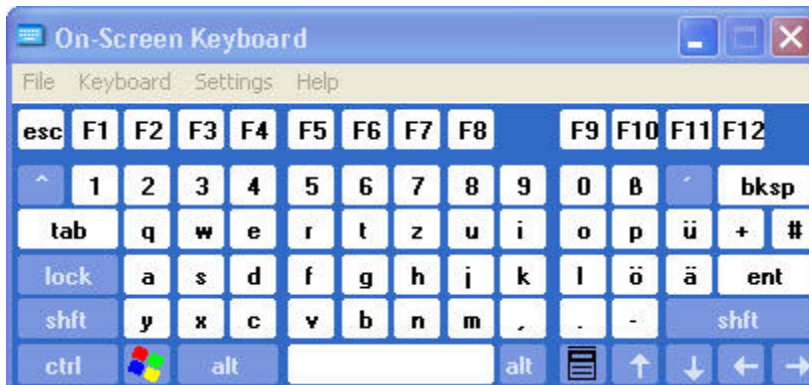 On-Screen Keyboard
File Keyboard Settings Help
esc F1 F2 F3 F4 F5 F6 F7 F8 F9 F10 F11 F12
^ 1 2 3 4 5 6 7 8 9 0 ß ´ bksp
tab q w e r t z u i o p ü + #
lock a s d f g h j k l ö ä ent
shft y x c v b n m , . - shft
ctrl alt alt ↑ ↓ ← →